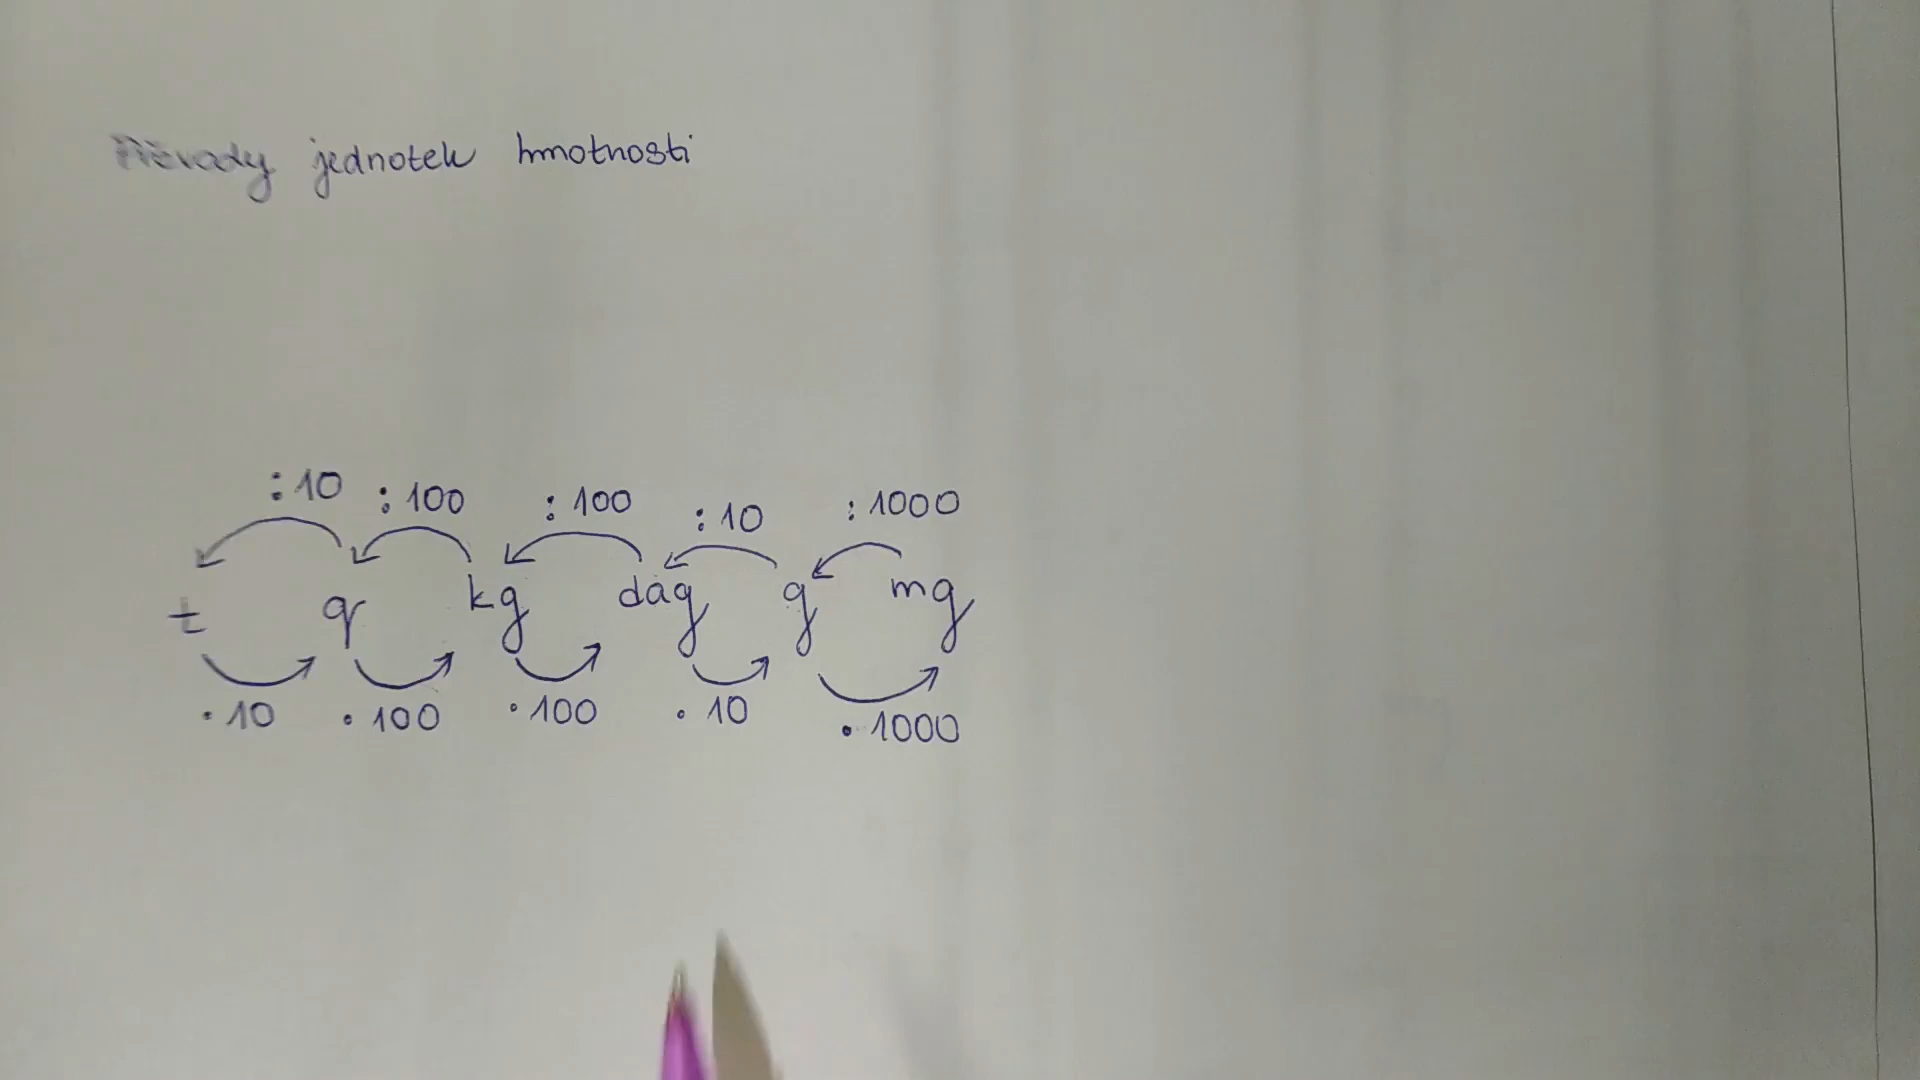 Převody jednotek hmotnosti
:10 :100 :100 :10 :1000
t q kg dag g mg
·10 ·100 ·100 ·10 ·1000